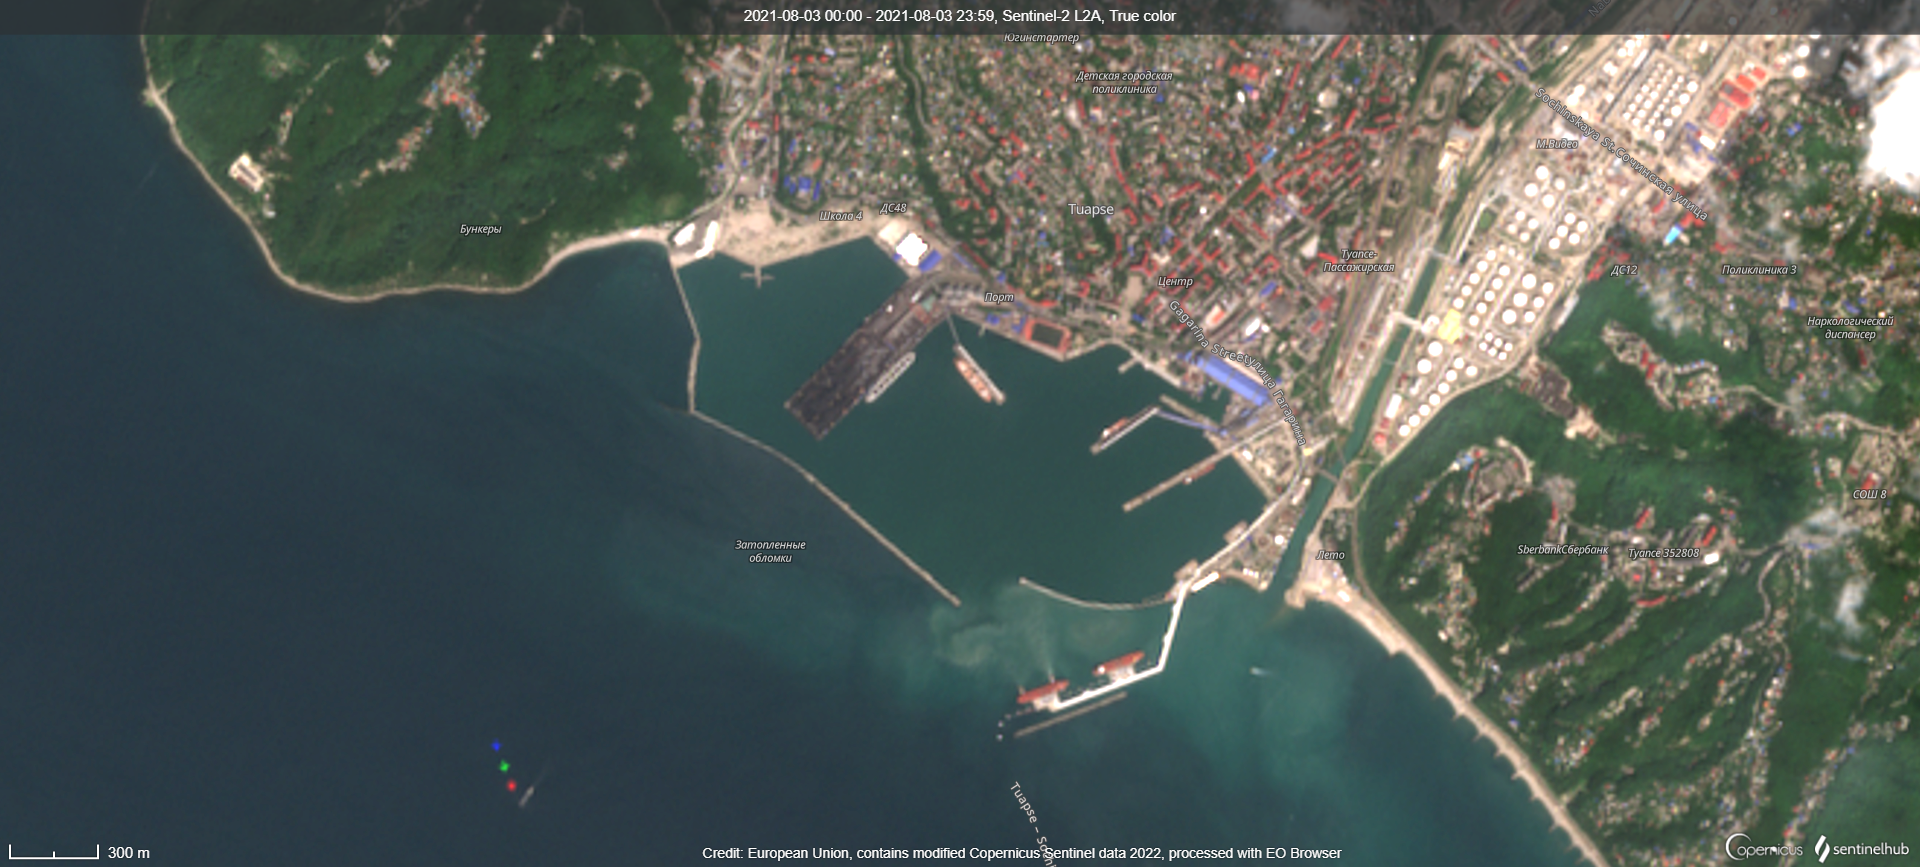 2021-08-03 00:00 - 2021-08-03 23:59, Sentinel-2 L2A, True color
Югинстартер
Детская городская
поликлиника
Sochinskaya St.Сочинская улица
М.Видео
Школа 4
ДС48
Tuapse
Бункеры
Туапсе-
Пассажирская
ДС12
Поликлиника 3
Центр
Порт
Gagarina Streetулица Гагарина
Наркологический
диспансер
СОШ 8
Затопленные
обломки
Лето
SberbankСбербанк
Туапсе 352808
Tuapse – Sochi
300 m
Credit: European Union, contains modified Copernicus Sentinel data 2022, processed with EO Browser
opernicus
sentinelhub